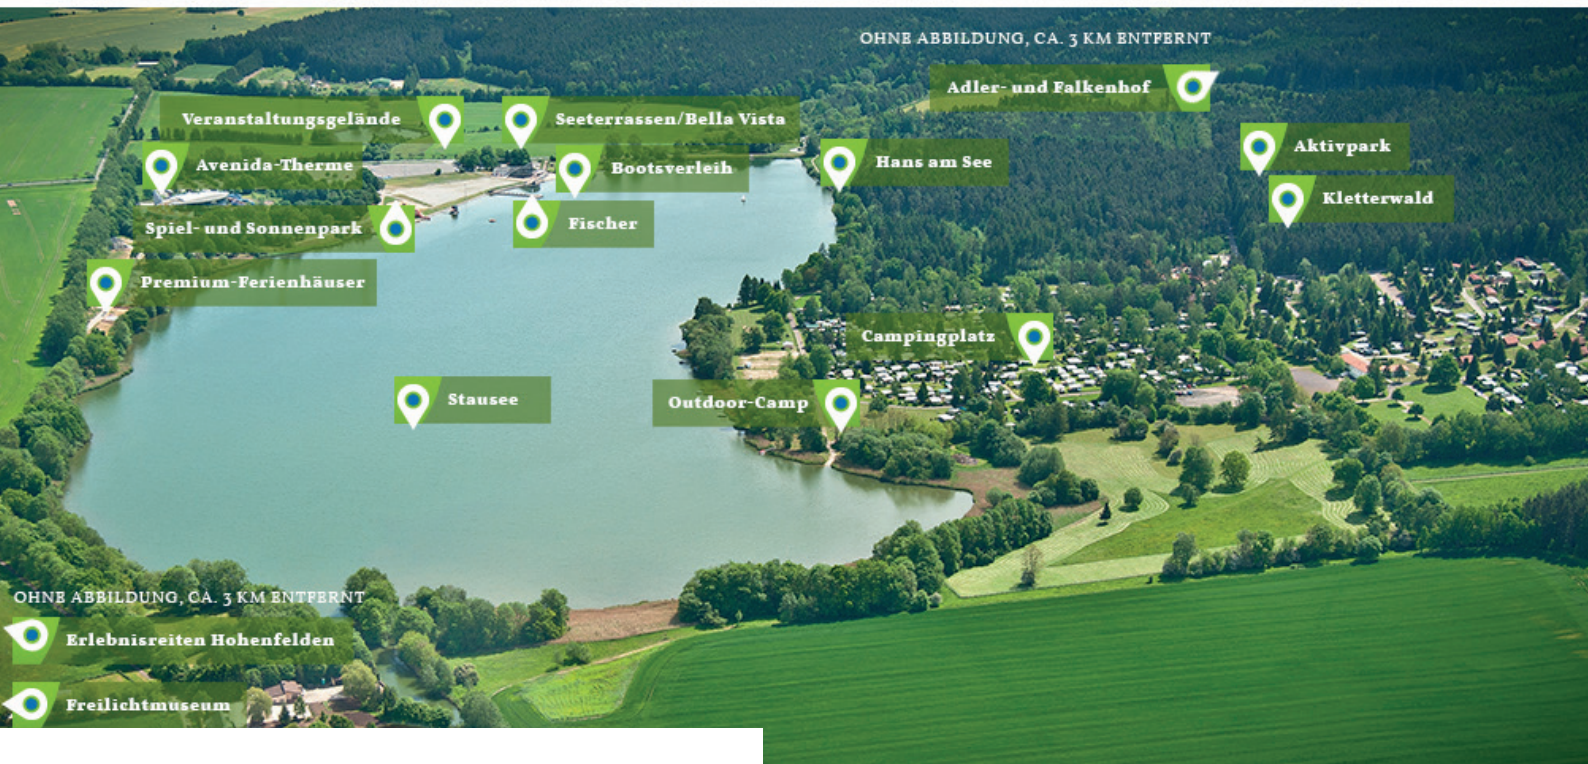 OHNE ABBILDUNG, CA. 3 KM ENTFERNT
Adler- und Falkenhof
Veranstaltungsgelände
Seeterrassen/Bella Vista
Aktivpark
Avenida-Therme
Bootsverleih
Hans am See
Kletterwald
Spiel- und Sonnenpark
Fischer
Premium-Ferienhäuser
Campingplatz
Stausee
Outdoor-Camp
OHNE ABBILDUNG, CA. 3 KM ENTFERNT
Erlebnisreiten Hohenfelden
Freilichtmuseum